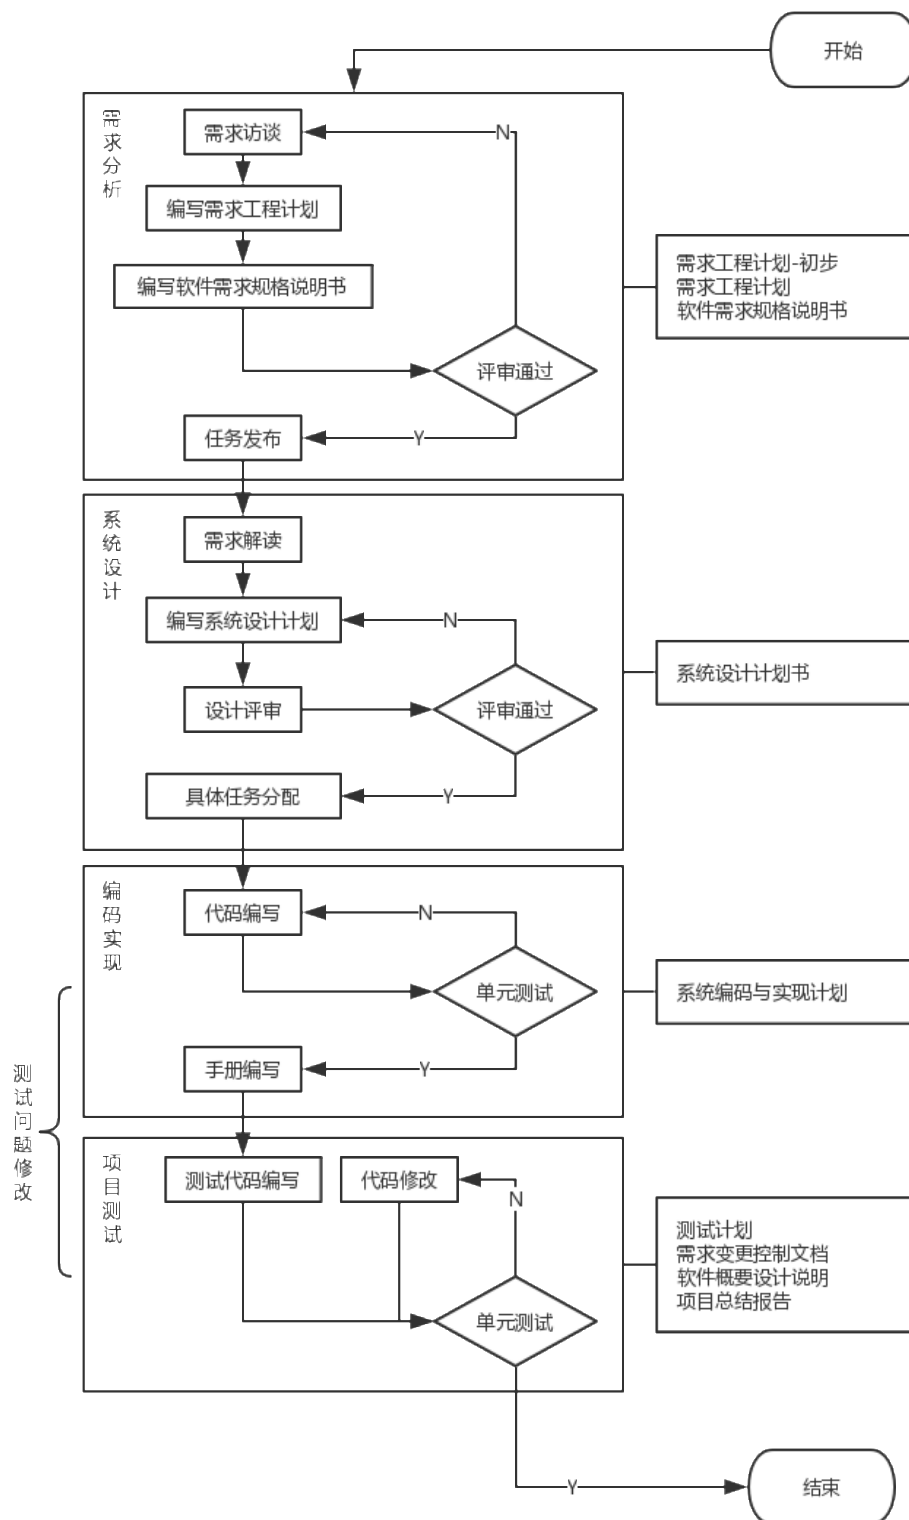 开始
需求分析
需求访谈
N
编写需求工程计划
编写软件需求规格说明书
需求工程计划-初步
需求工程计划
软件需求规格说明书
评审通过
任务发布
Y
系统设计
需求解读
编写系统设计计划
N
系统设计计划书
设计评审
评审通过
具体任务分配
Y
编码实现
代码编写
N
单元测试
系统编码与实现计划
手册编写
Y
测试问题修改
项目测试
测试代码编写
代码修改
N
测试计划
需求变更控制文档
软件概要设计说明
项目总结报告
单元测试
Y
结束